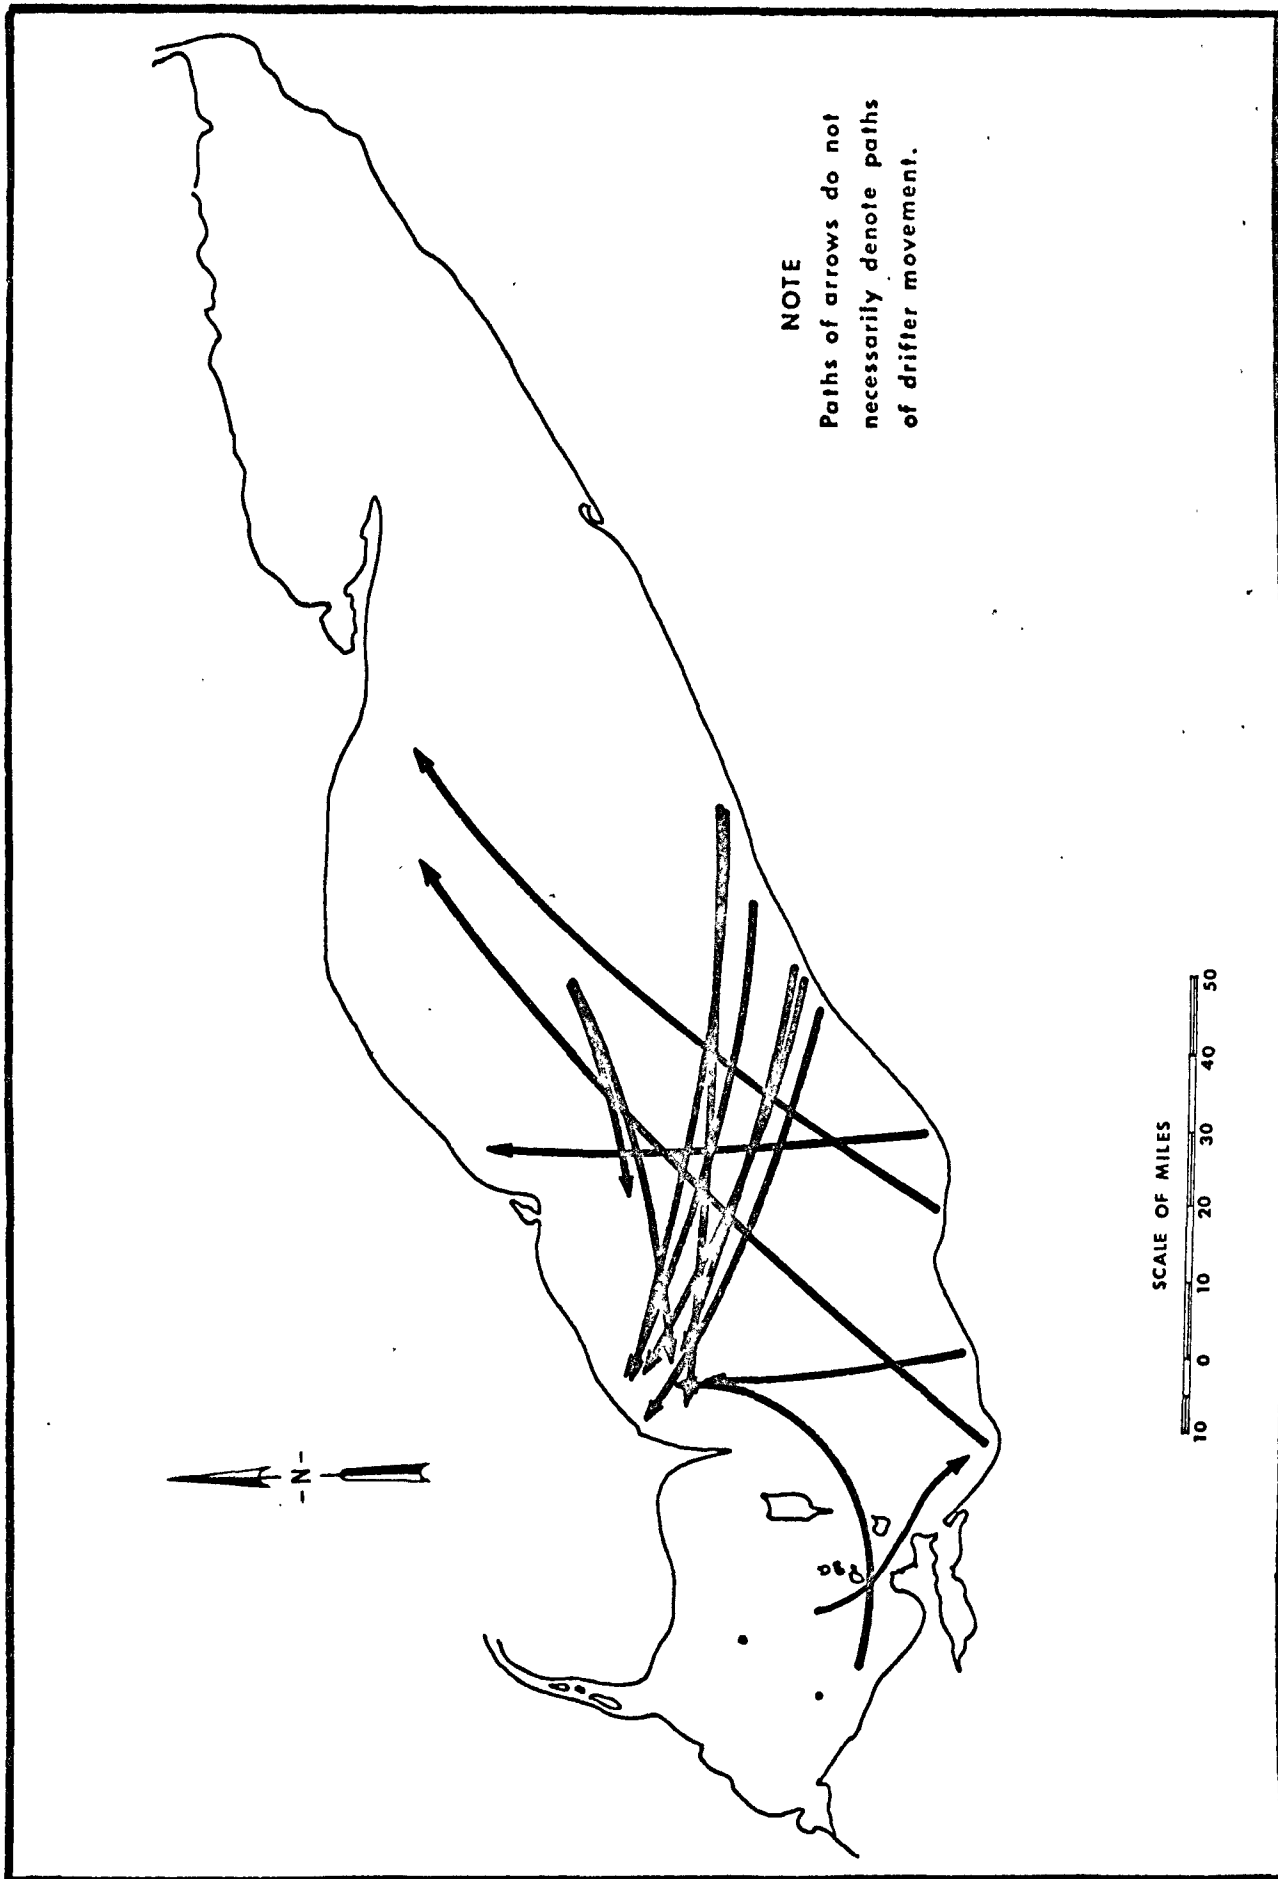 NOTE
Paths of arrows do not
necessarily denote paths
of drifter movement.
-N-
SCALE OF MILES
10 0 10 20 30 40 50